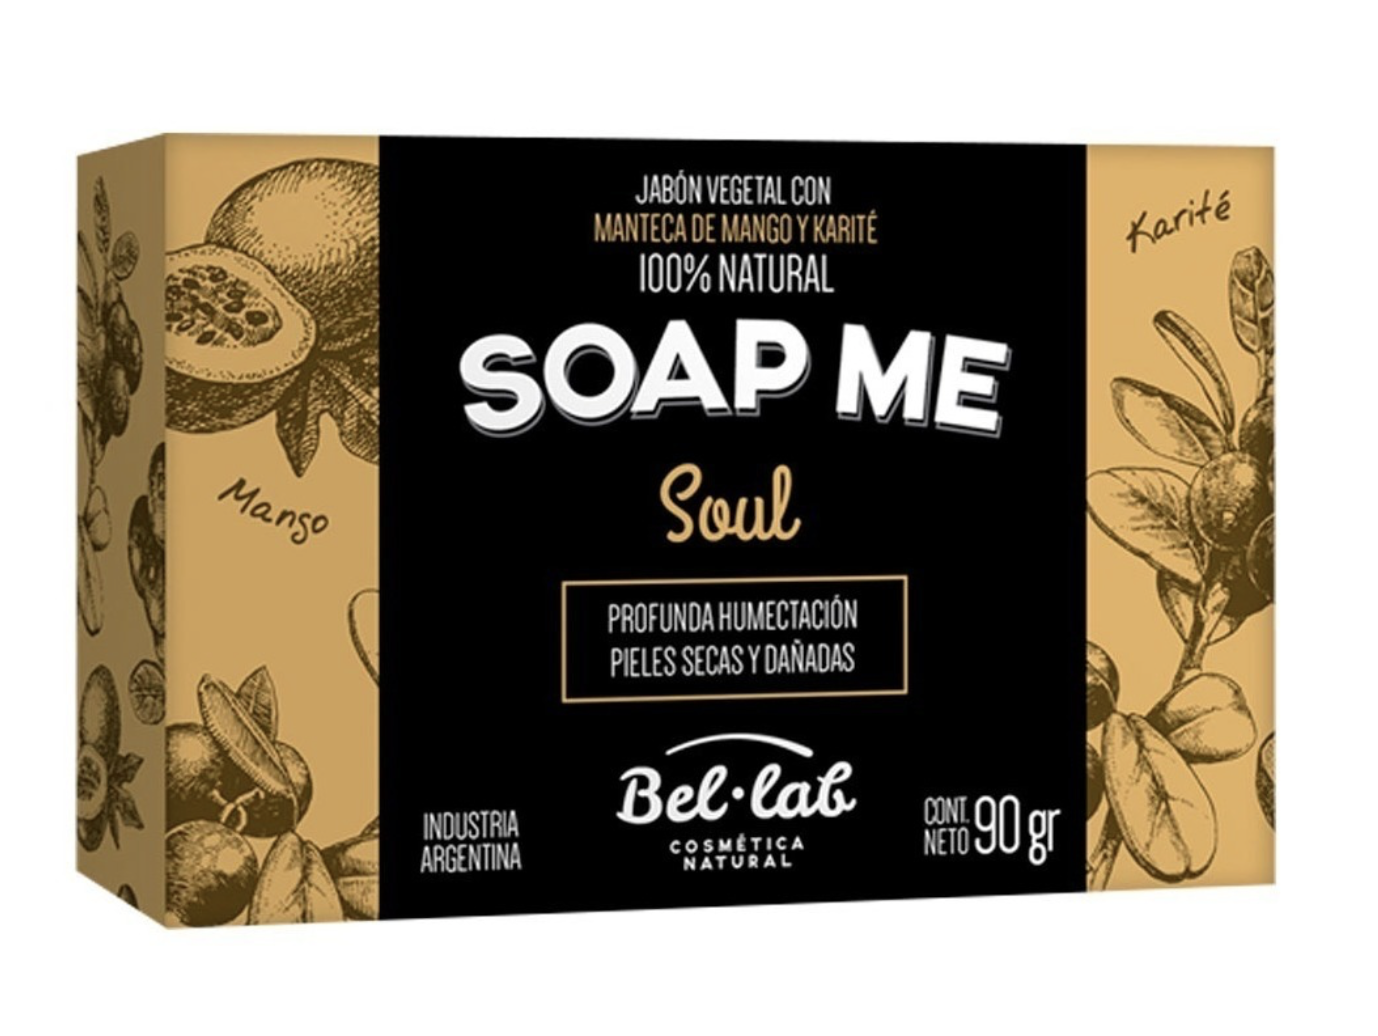 JABÓN VEGETAL CON
MANTECA DE MANGO Y KARITÉ
100% NATURAL
SOAP ME
Soul
PROFUNDA HUMECTACIÓN
PIELES SECAS Y DAÑADAS
Bel·lab
COSMÉTICA
NATURAL
INDUSTRIA
ARGENTINA
CONT.
NETO 90 gr
Mango
Karité